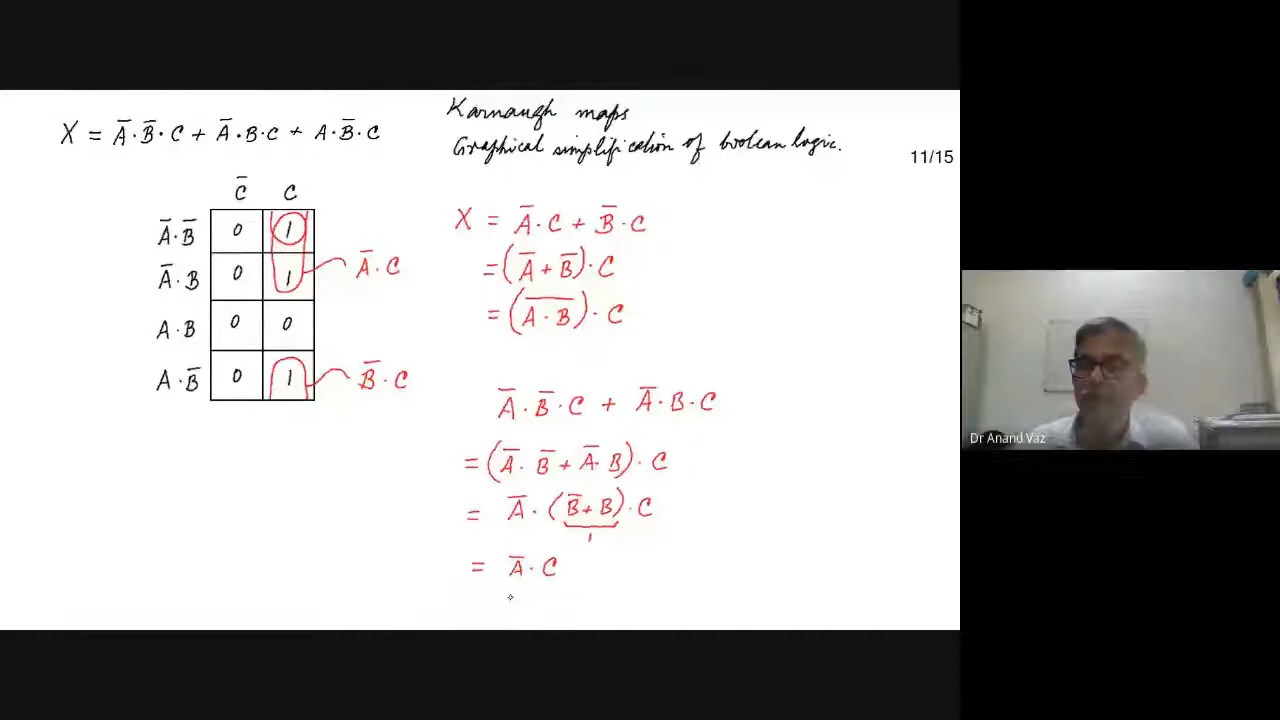 Karnaugh maps
Graphical simplification of boolean logic.
11/15
X = A̅·B̅·C + A̅·B·C + A·B̅·C
C̅ C
A̅·B̅ 0 1
A̅·B 0 1 A̅·C
A·B 0 0
A·B̅ 0 1 B̅·C
X = A̅·C + B̅·C
= (A̅ + B̅)·C
= (A̅·̅B̅)·C
A̅·B̅·C + A̅·B·C
= (A̅·B̅ + A̅·B)·C
= A̅·(B̅ + B)·C
1
= A̅·C
Dr Anand Vaz